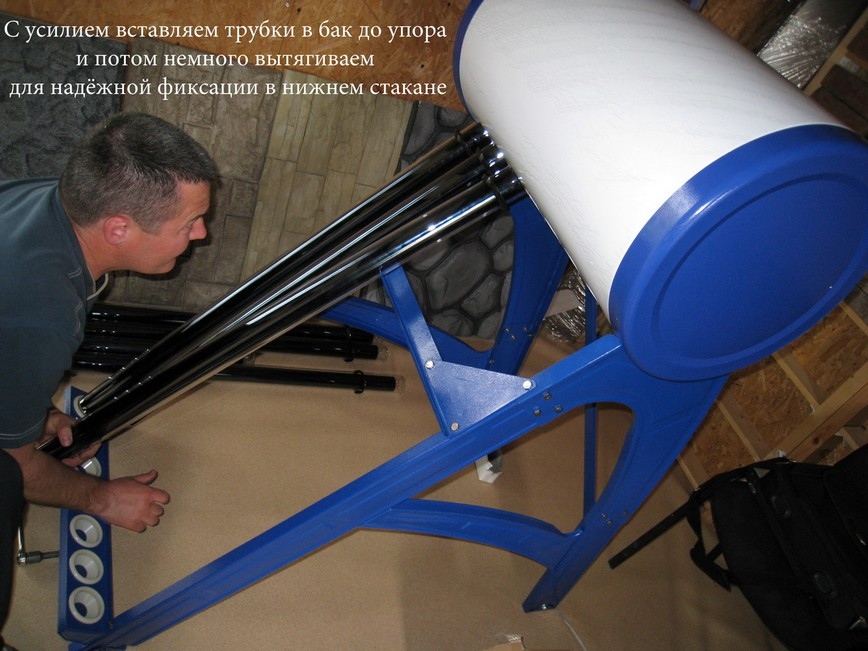 С усилием вставляем трубки в бак до упора
и потом немного вытягиваем
для надёжной фиксации в нижнем стакане